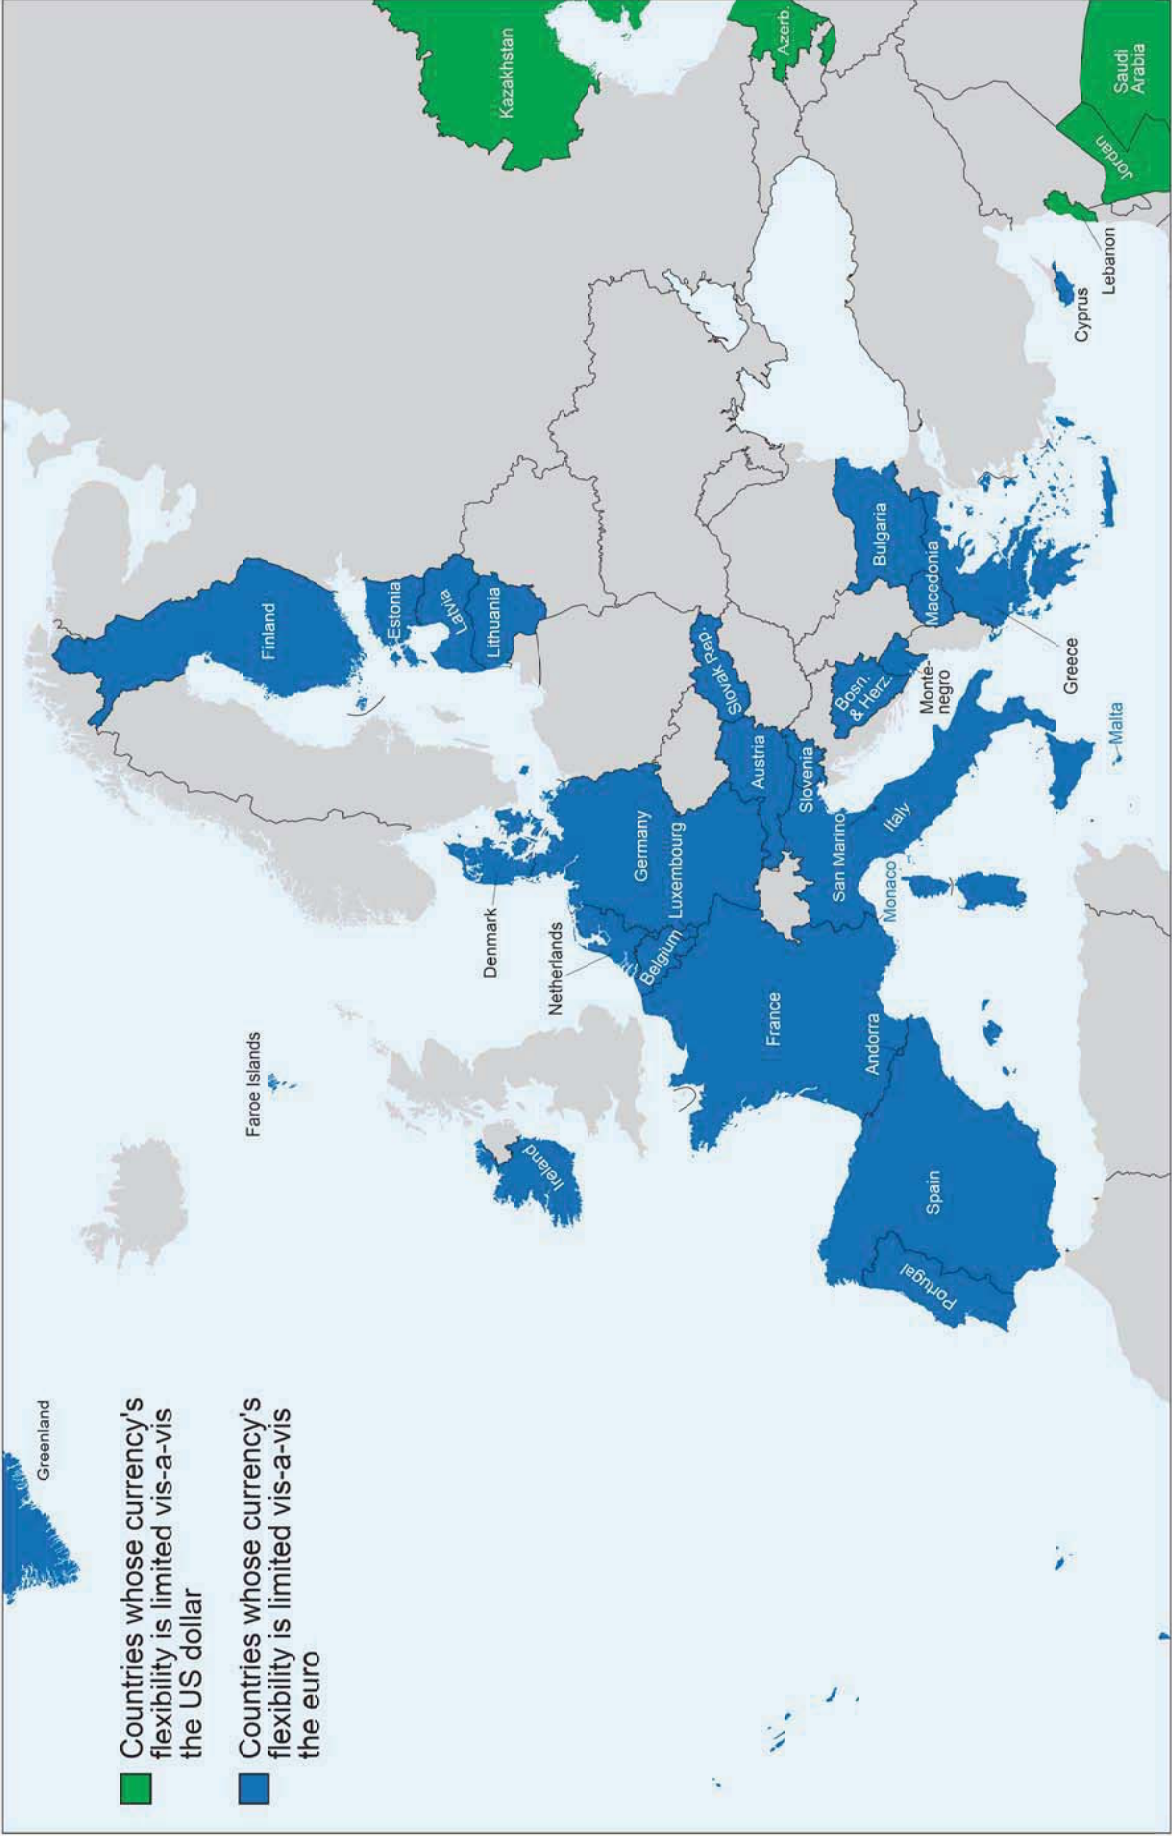 Greenland
Countries whose currency's
flexibility is limited vis-a-vis
the US dollar
Countries whose currency's
flexibility is limited vis-a-vis
the euro
Faroe Islands
Finland
Estonia
Latvia
Lithuania
Denmark
Netherlands
Ireland
Belgium
Germany
Luxembourg
France
Andorra
Spain
Portugal
Monaco
San Marino
Italy
Slovenia
Austria
Slovak Rep.
Bosn.
& Herz.
Monte-
negro
Bulgaria
Macedonia
Greece
Malta
Cyprus
Lebanon
Jordan
Saudi
Arabia
Azerb.
Kazakhstan